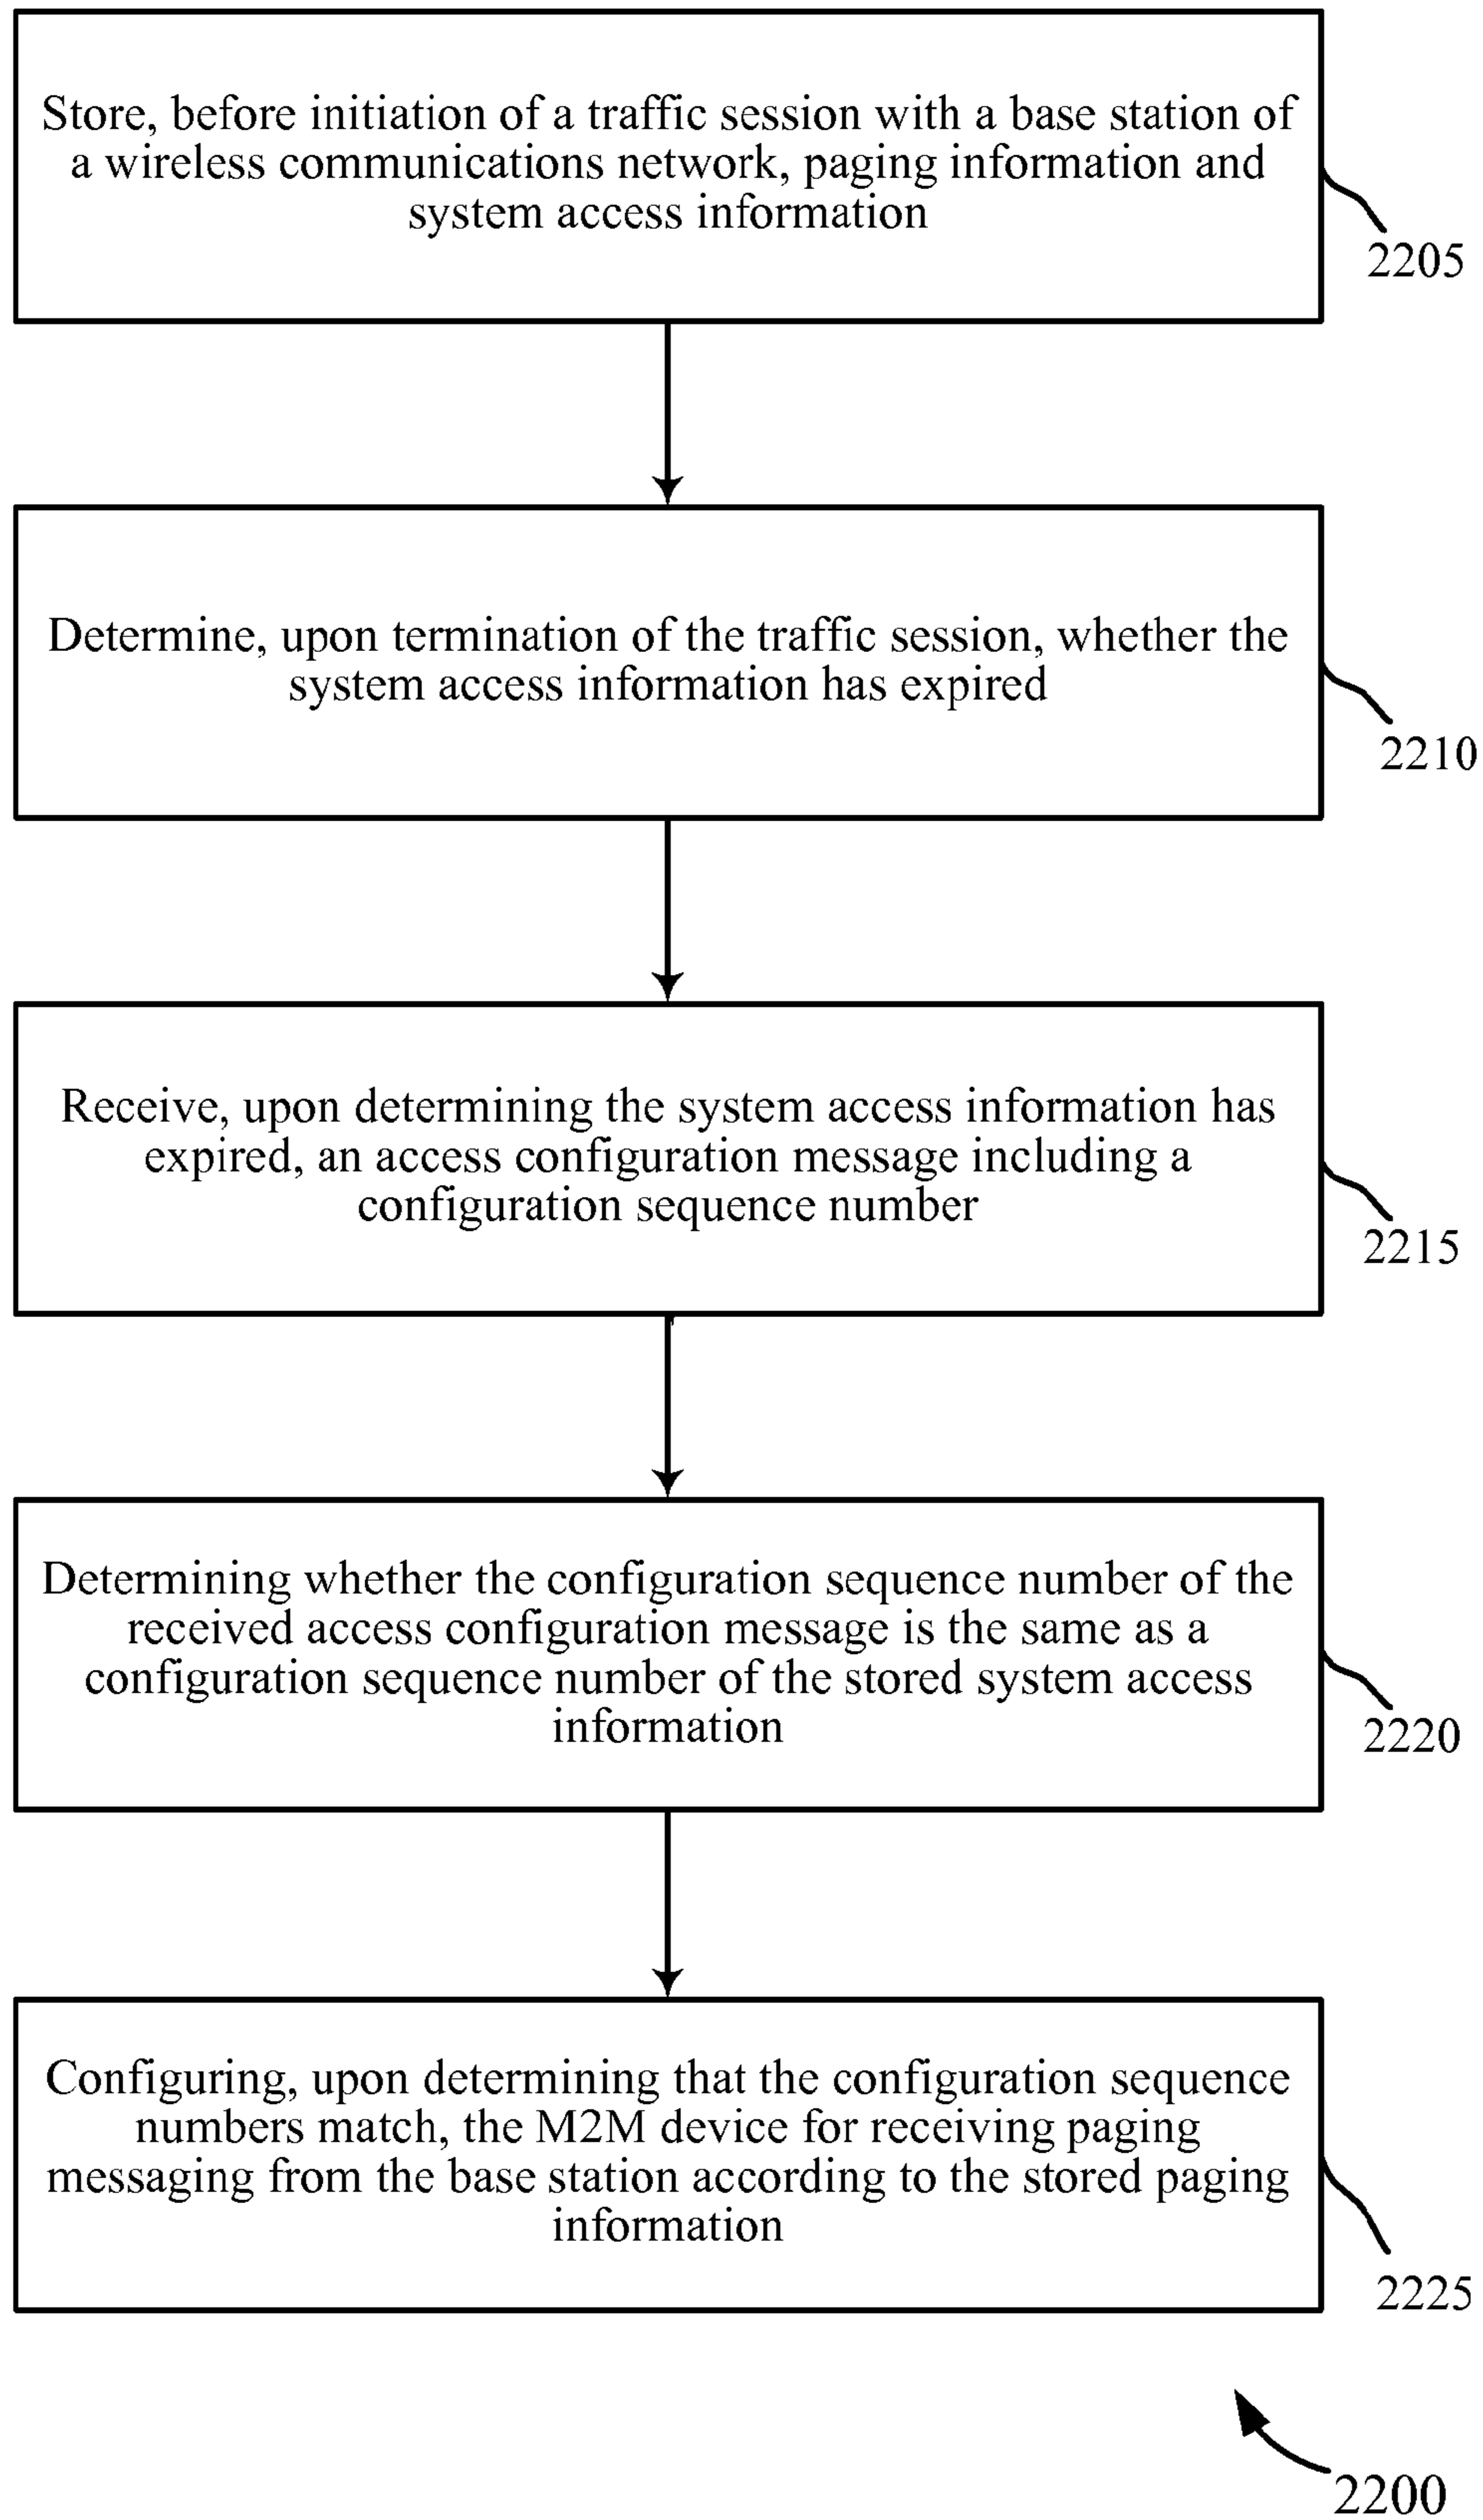 Store, before initiation of a traffic session with a base station of
a wireless communications network, paging information and
system access information
2205
Determine, upon termination of the traffic session, whether the
system access information has expired
2210
Receive, upon determining the system access information has
expired, an access configuration message including a
configuration sequence number
2215
Determining whether the configuration sequence number of the
received access configuration message is the same as a
configuration sequence number of the stored system access
information
2220
Configuring, upon determining that the configuration sequence
numbers match, the M2M device for receiving paging
messaging from the base station according to the stored paging
information
2225
2200